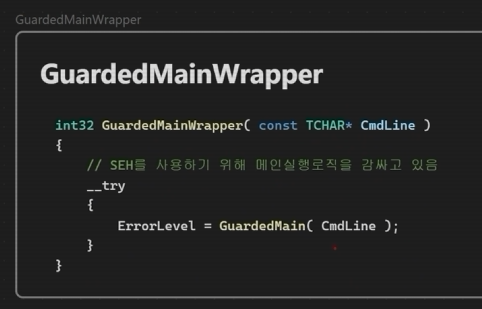 GuardedMainWrapper
GuardedMainWrapper
int32 GuardedMainWrapper( const TCHAR* CmdLine )
{
// SEH를 사용하기 위해 메인실행로직을 감싸고 있음
__try
{
ErrorLevel = GuardedMain( CmdLine );
}
}